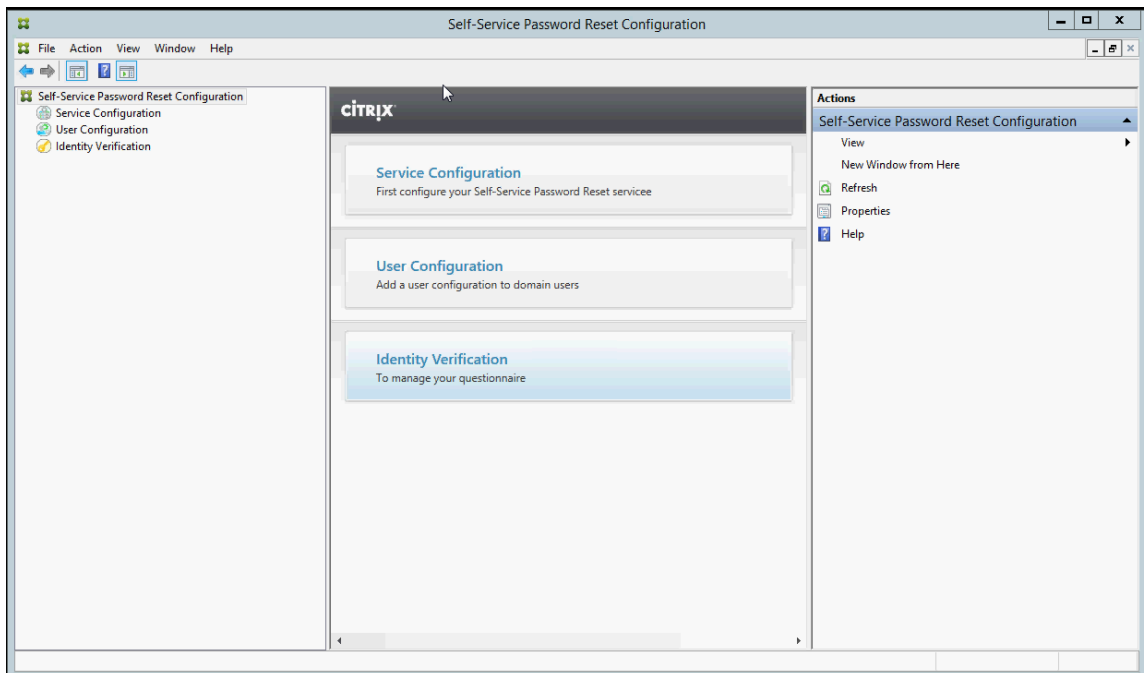 Self-Service Password Reset Configuration
File Action View Window Help
Self-Service Password Reset Configuration
Service Configuration
User Configuration
Identity Verification
CİTRIX
Service Configuration
First configure your Self-Service Password Reset servicee
User Configuration
Add a user configuration to domain users
Identity Verification
To manage your questionnaire
Actions
Self-Service Password Reset Configuration
View
New Window from Here
Refresh
Properties
Help